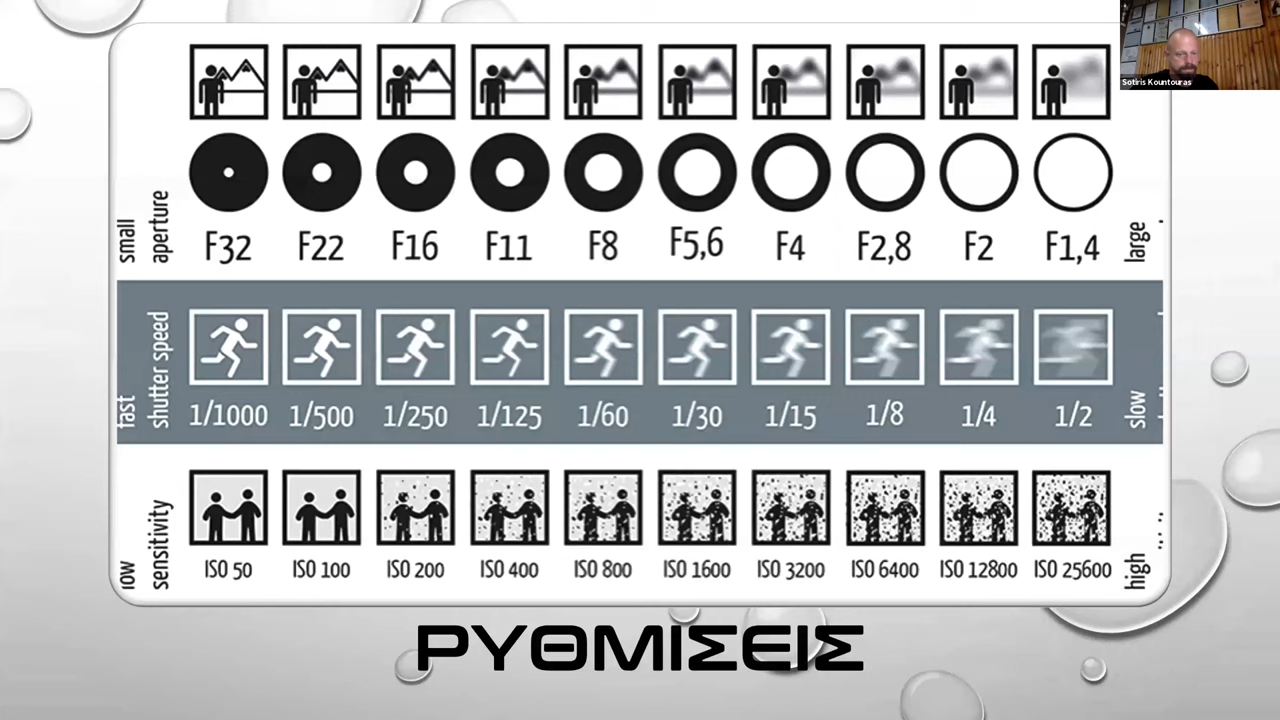 Sotiris Kountouras
small
aperture
F32 F22 F16 F11 F8 F5,6 F4 F2,8 F2 F1,4
large
fast
shutter speed
1/1000 1/500 1/250 1/125 1/60 1/30 1/15 1/8 1/4 1/2
slow
low
sensitivity
ISO 50 ISO 100 ISO 200 ISO 400 ISO 800 ISO 1600 ISO 3200 ISO 6400 ISO 12800 ISO 25600
high
ΡΥΘΜΙΣΕΙΣ